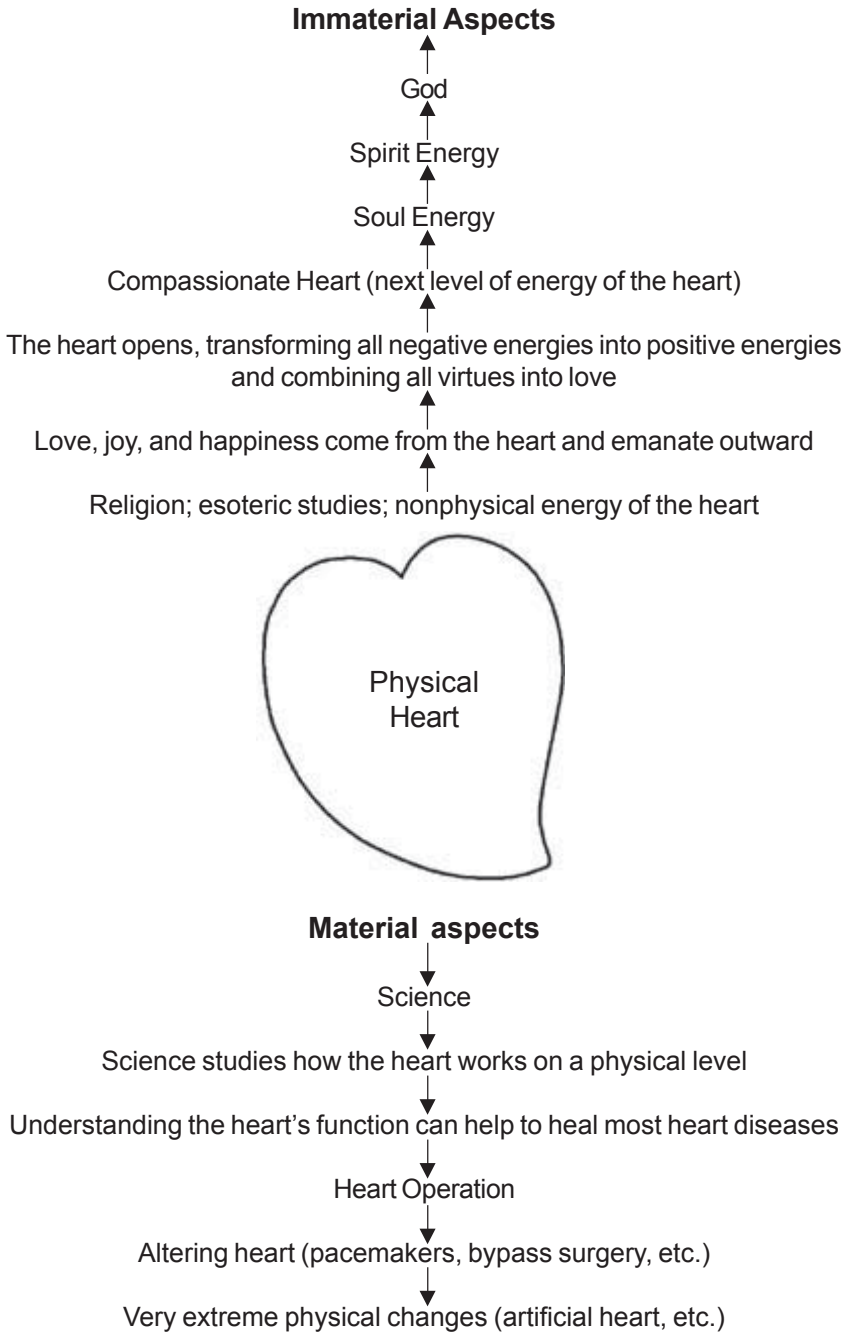 Immaterial Aspects
God
Spirit Energy
Soul Energy
Compassionate Heart (next level of energy of the heart)
The heart opens, transforming all negative energies into positive energies
and combining all virtues into love
Love, joy, and happiness come from the heart and emanate outward
Religion; esoteric studies; nonphysical energy of the heart
Physical
Heart
Material aspects
Science
Science studies how the heart works on a physical level
Understanding the heart’s function can help to heal most heart diseases
Heart Operation
Altering heart (pacemakers, bypass surgery, etc.)
Very extreme physical changes (artificial heart, etc.)